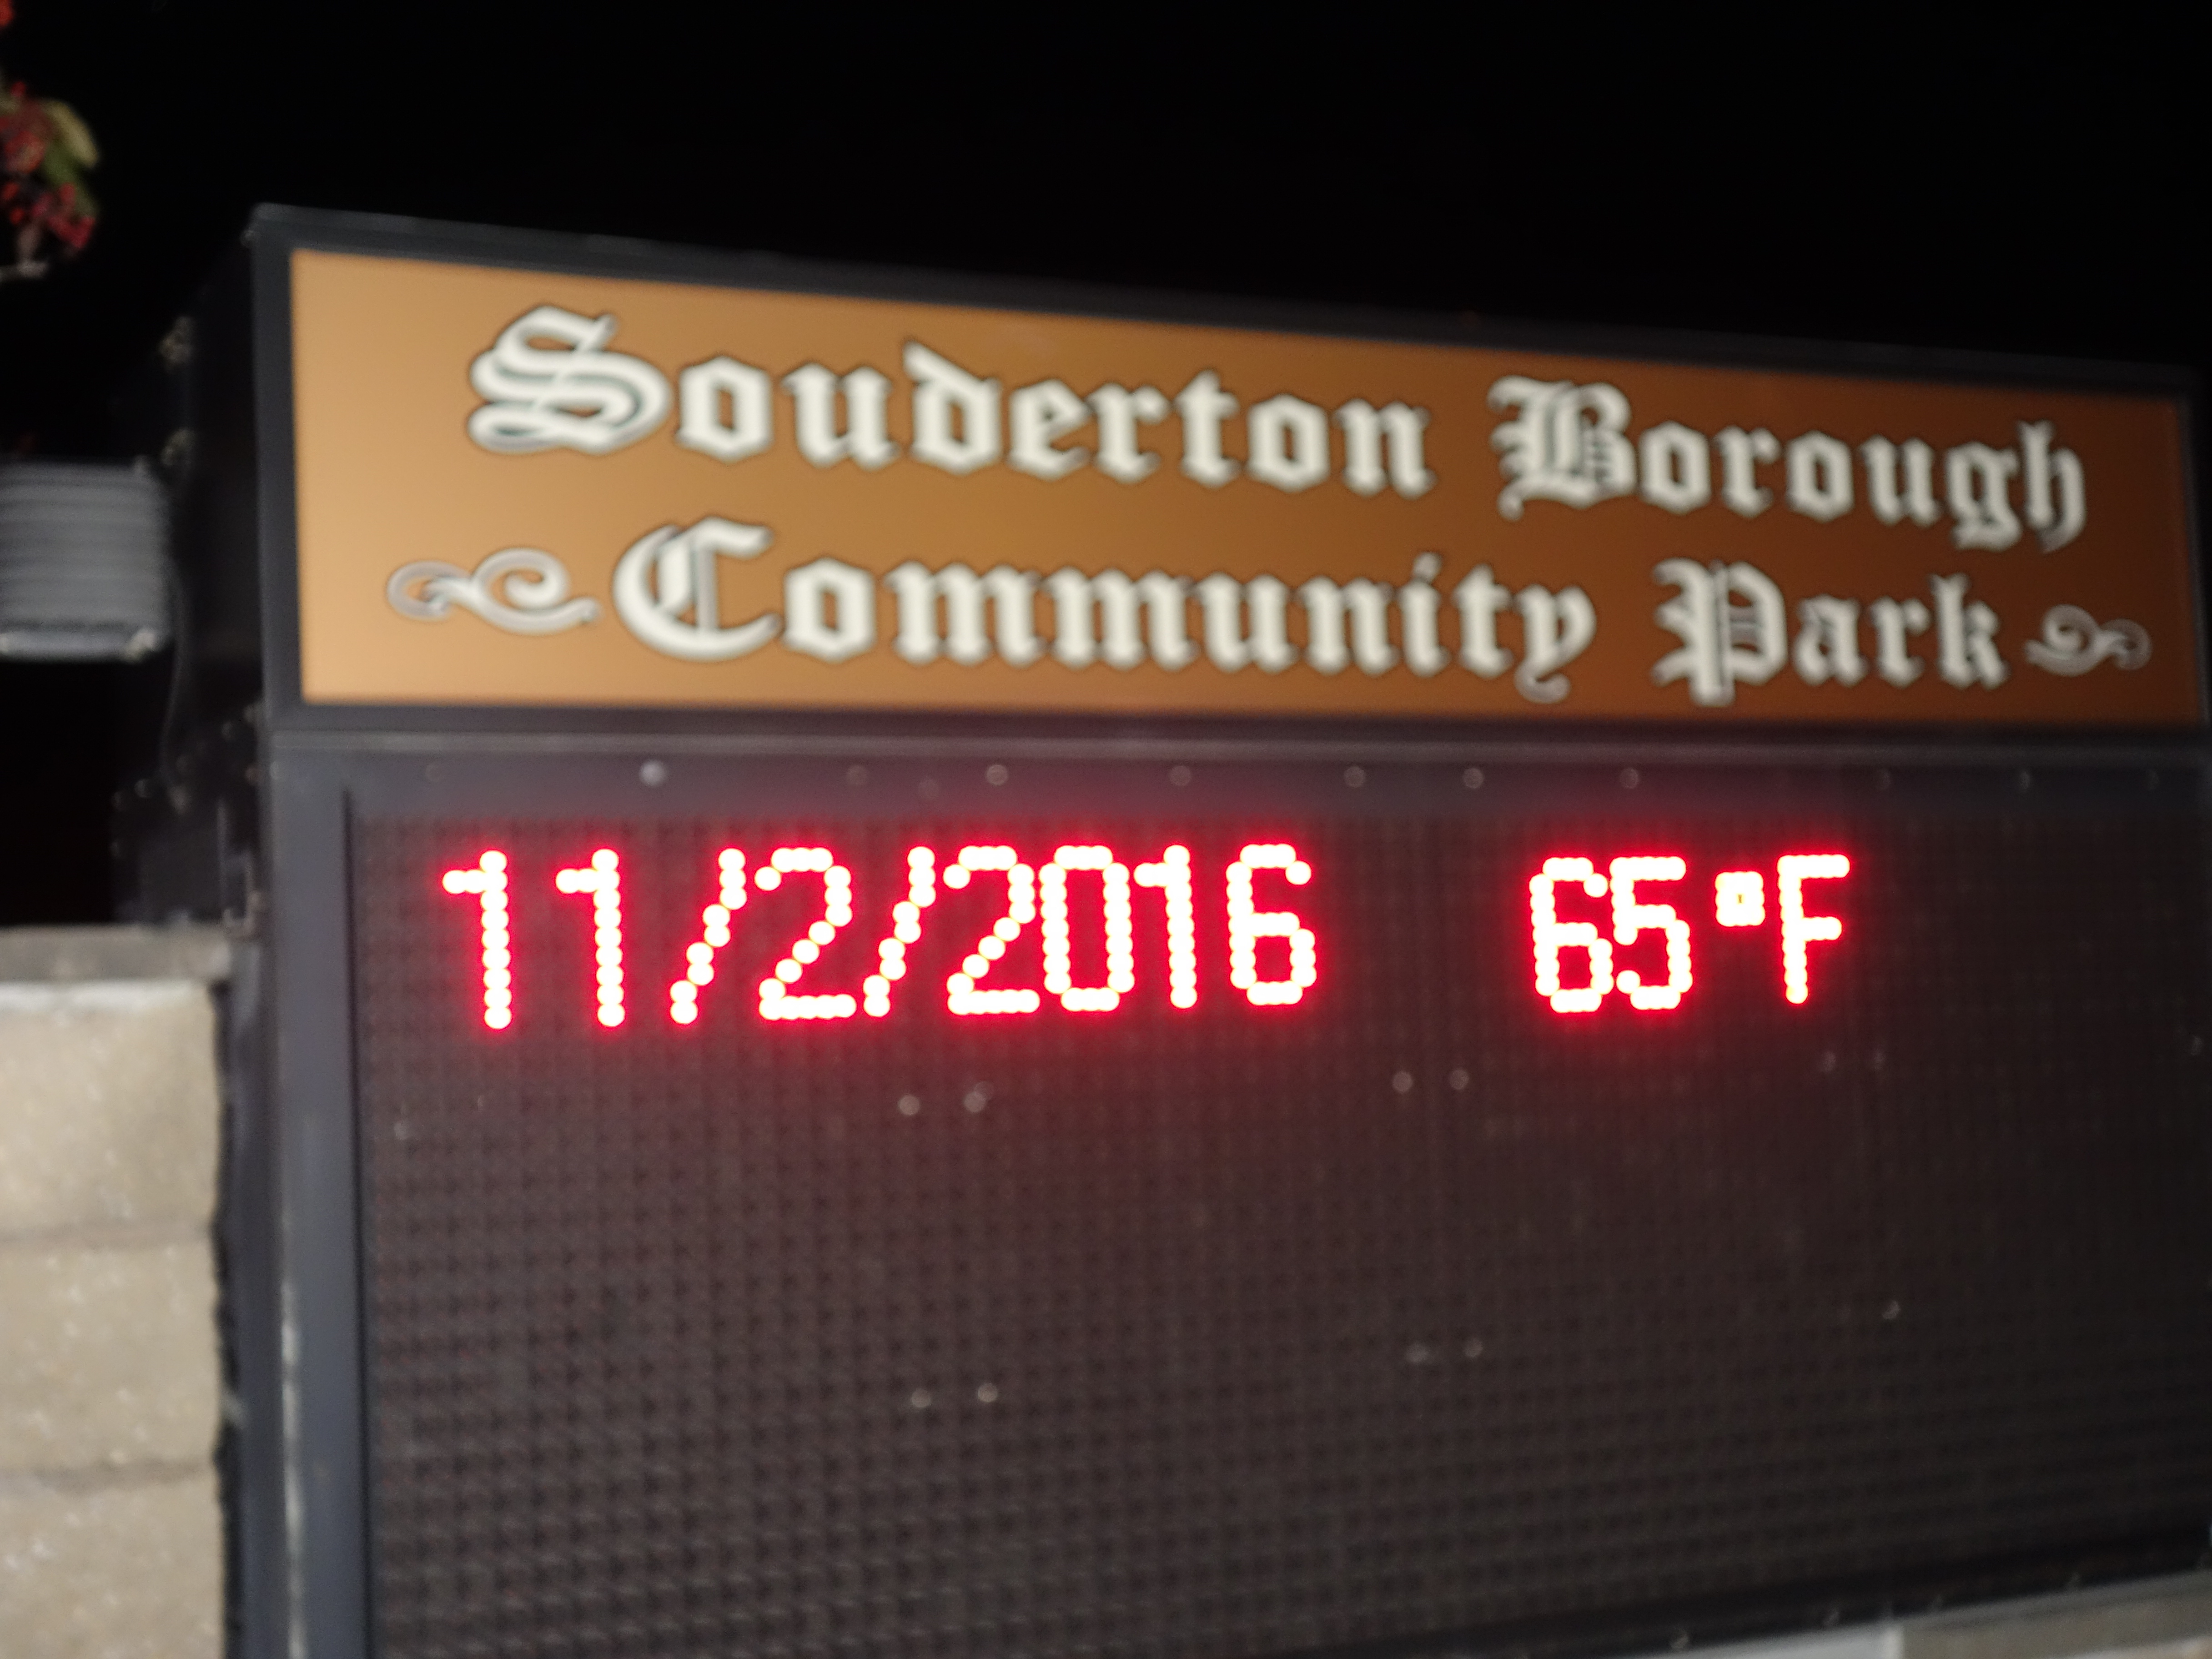 Souderton Borough
Community Park
11/2/2016 65°F